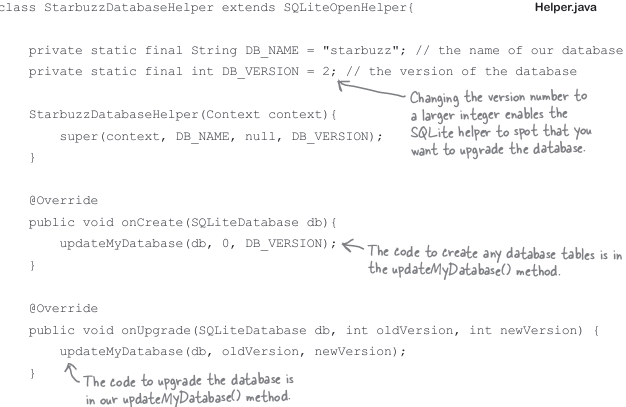 class StarbuzzDatabaseHelper extends SQLiteOpenHelper{
Helper.java
private static final String DB_NAME = "starbuzz"; // the name of our database
private static final int DB_VERSION = 2; // the version of the database
Changing the version number to
a larger integer enables the
SQLite helper to spot that you
want to upgrade the database.
StarbuzzDatabaseHelper(Context context){
super(context, DB_NAME, null, DB_VERSION);
}
@Override
public void onCreate(SQLiteDatabase db){
updateMyDatabase(db, 0, DB_VERSION);
The code to create any database tables is in
the updateMyDatabase() method.
}
@Override
public void onUpgrade(SQLiteDatabase db, int oldVersion, int newVersion) {
updateMyDatabase(db, oldVersion, newVersion);
}
The code to upgrade the database is
in our updateMyDatabase() method.